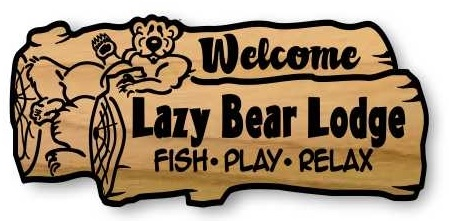 Welcome
Lazy Bear Lodge
FISH • PLAY • RELAX